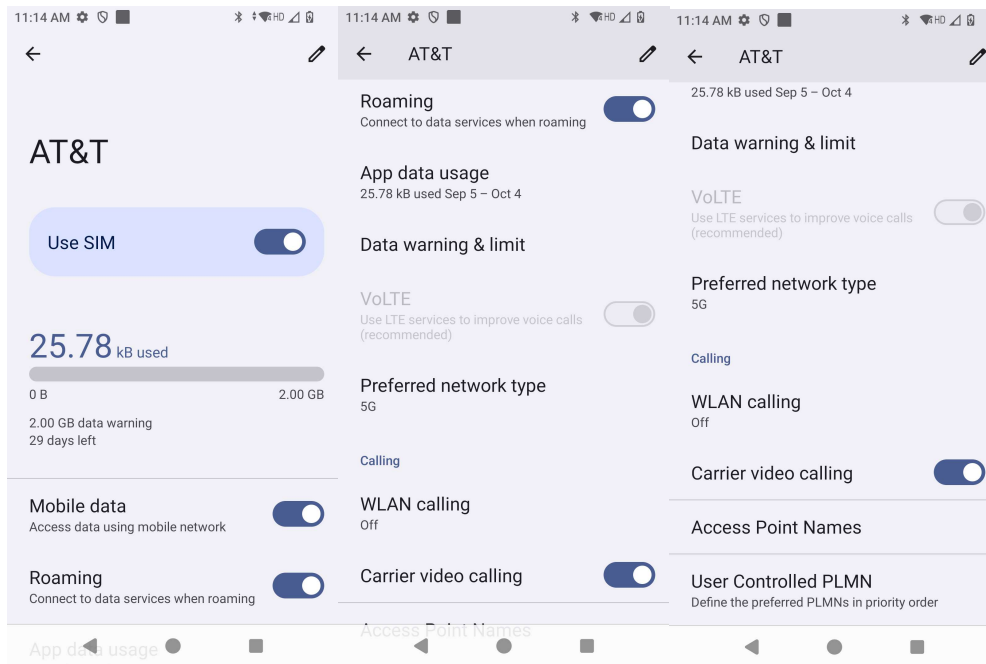 11:14 AM HD
AT&T
Use SIM
25.78 kB used
0 B 2.00 GB
2.00 GB data warning
29 days left
Mobile data
Access data using mobile network
Roaming
Connect to data services when roaming
App data usage
11:14 AM HD
AT&T
Roaming
Connect to data services when roaming
App data usage
25.78 kB used Sep 5 – Oct 4
Data warning & limit
VoLTE
Use LTE services to improve voice calls
(recommended)
Preferred network type
5G
Calling
WLAN calling
Off
Carrier video calling
Access Point Names
11:14 AM HD
AT&T
25.78 kB used Sep 5 – Oct 4
Data warning & limit
VoLTE
Use LTE services to improve voice calls
(recommended)
Preferred network type
5G
Calling
WLAN calling
Off
Carrier video calling
Access Point Names
User Controlled PLMN
Define the preferred PLMNs in priority order